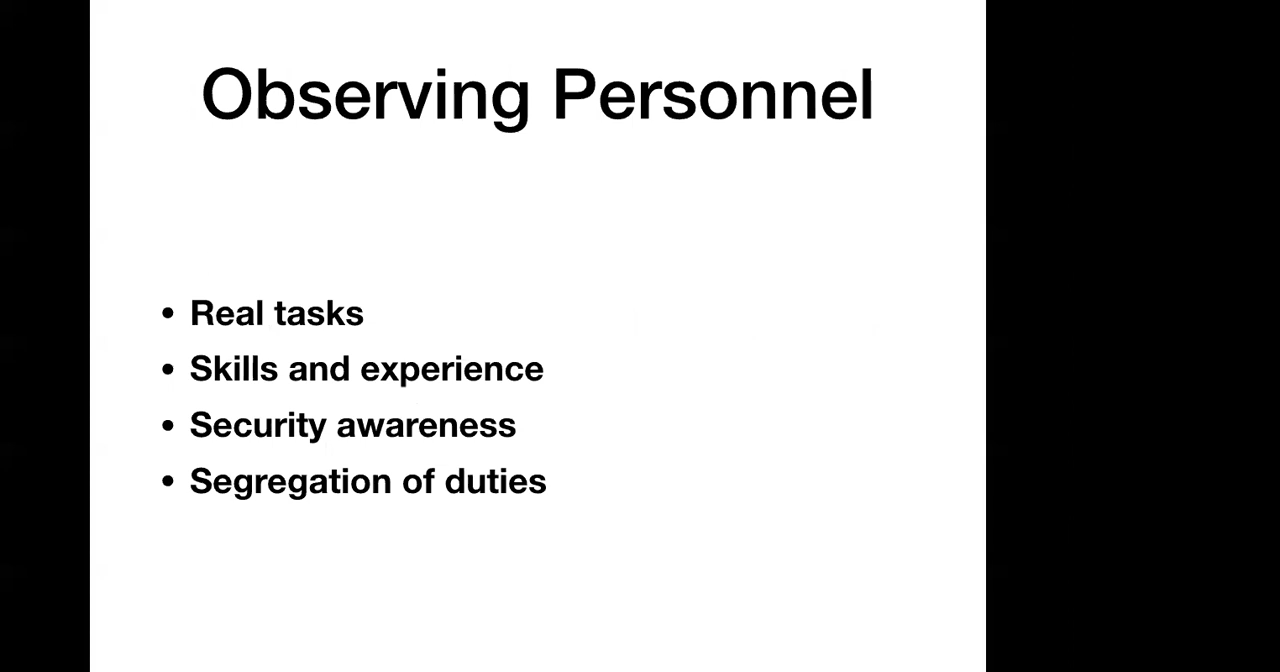 Observing Personnel
• Real tasks
• Skills and experience
• Security awareness
• Segregation of duties